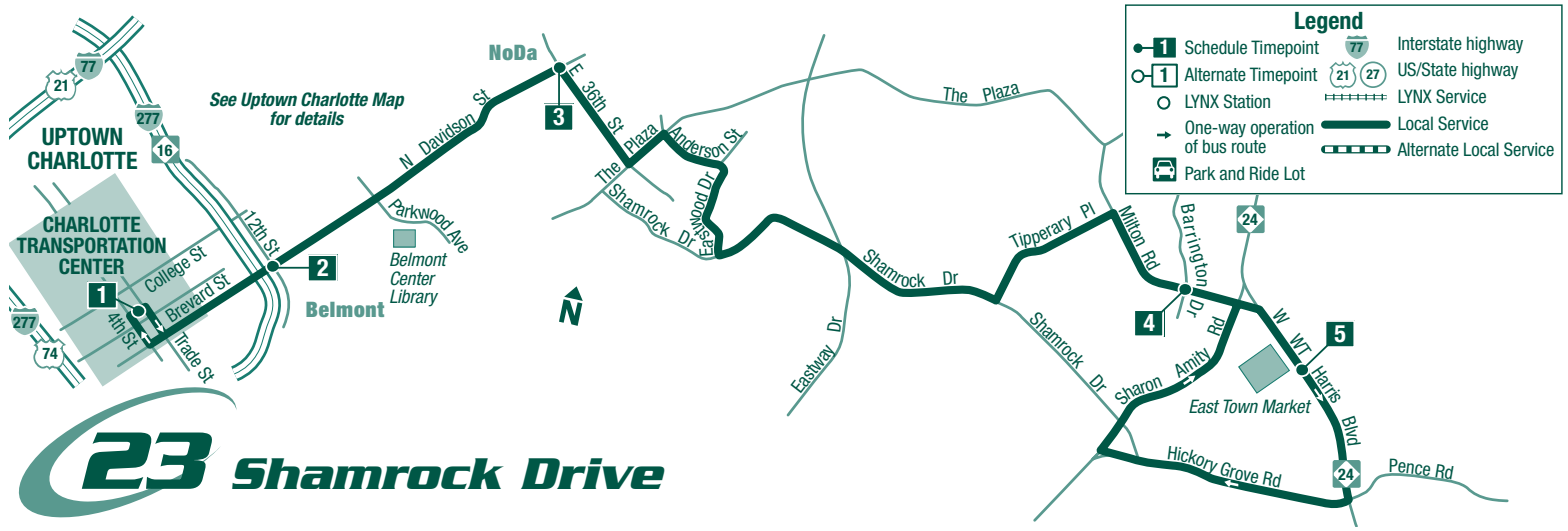 77
21
277
16
UPTOWN
CHARLOTTE
See Uptown Charlotte Map
for details
CHARLOTTE
TRANSPORTATION
CENTER
College St
Brevard St
12th St
1
4th St
Trade St
277
74
2
Belmont
N Davidson St
Parkwood Ave
Belmont
Center
Library
NoDa
3
E 36th St
The Plaza
Anderson St
Eastwood Dr
Shamrock Dr
N
The Plaza
Eastway Dr
Shamrock Dr
Tipperary Pl
Milton Rd
Barrington Dr
24
4
Shamrock Dr
Sharon Amity Rd
W WT Harris Blvd
5
East Town Market
Hickory Grove Rd
24
Pence Rd
Legend
1 Schedule Timepoint
1 Alternate Timepoint
LYNX Station
One-way operation
of bus route
Park and Ride Lot
77 Interstate highway
21 27 US/State highway
LYNX Service
Local Service
Alternate Local Service
23 Shamrock Drive